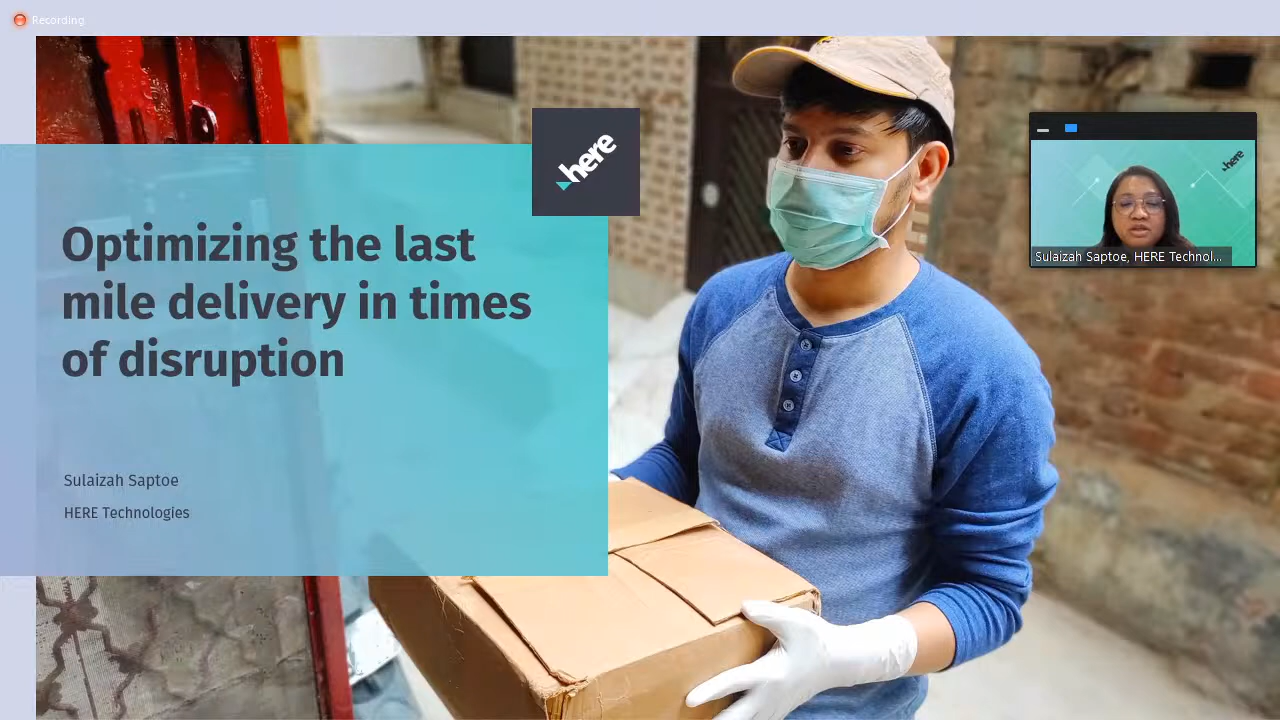 Recording
here
Optimizing the last
mile delivery in times
of disruption
Sulaizah Saptoe
HERE Technologies
here
Sulaizah Saptoe, HERE Technol...